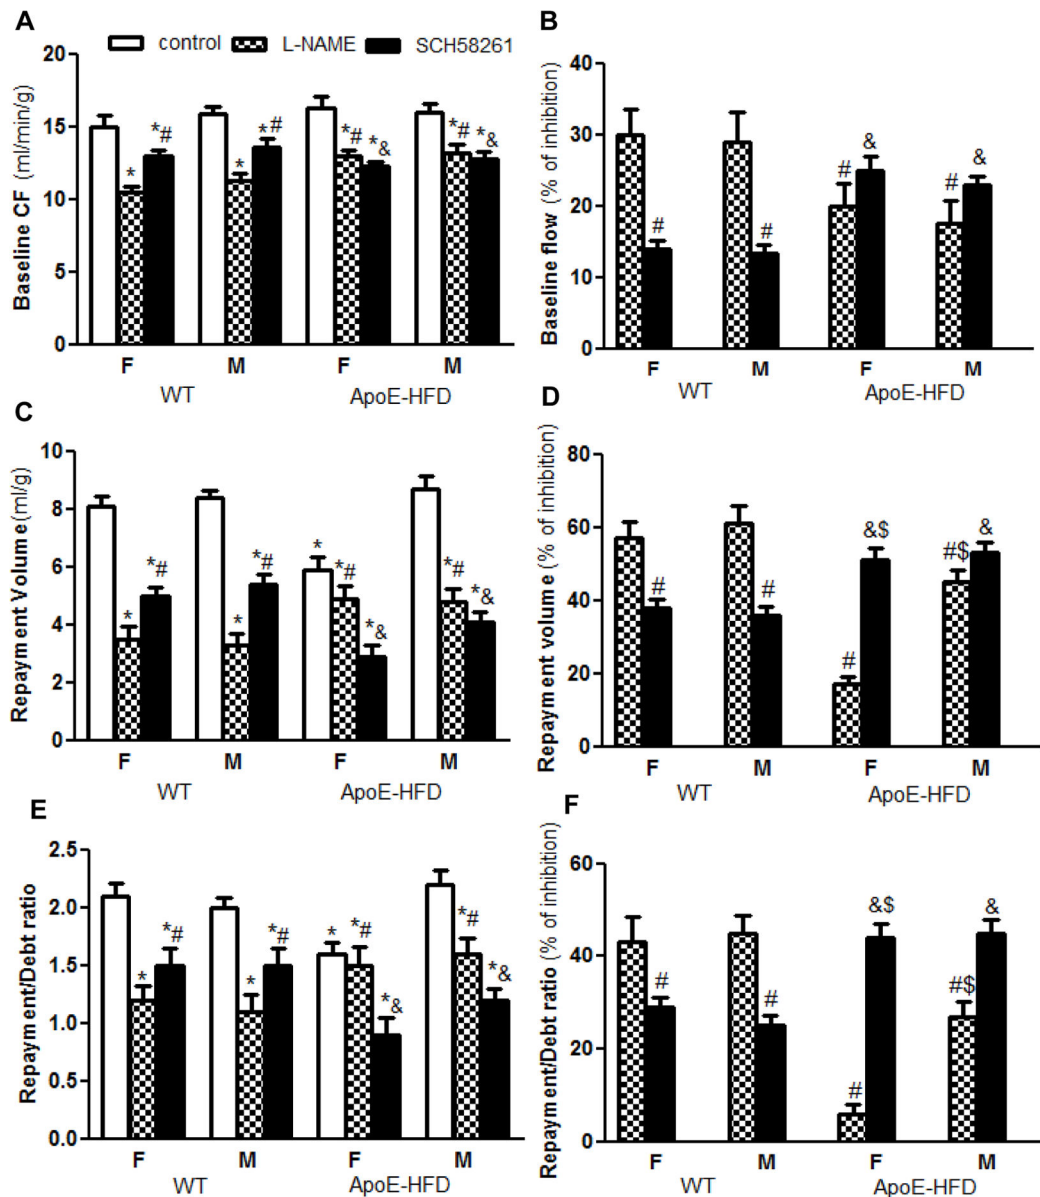 A
control L-NAME SCH58261
Baseline CF (ml/min/g)
20
15
10
5
0
* *# * *# *# *& *# *&
F M F M
WT ApoE-HFD
B
Baseline flow (% of inhibition)
40
30
20
10
0
# # # & # &
F M F M
WT ApoE-HFD
C
Repayment Volume(ml/g)
10
8
6
4
2
0
* *# * *# * *# *& *# *&
F M F M
WT ApoE-HFD
D
Repayment volume (% of inhibition)
80
60
40
20
0
# # # &$ #$ &
F M F M
WT ApoE-HFD
E
Repayment/Debt ratio
2.5
2.0
1.5
1.0
0.5
0.0
* *# * *# * *# *& *# *&
F M F M
WT ApoE-HFD
F
Repayment/Debt ratio (% of inhibition)
60
40
20
0
# # # &$ #$ &
F M F M
WT ApoE-HFD